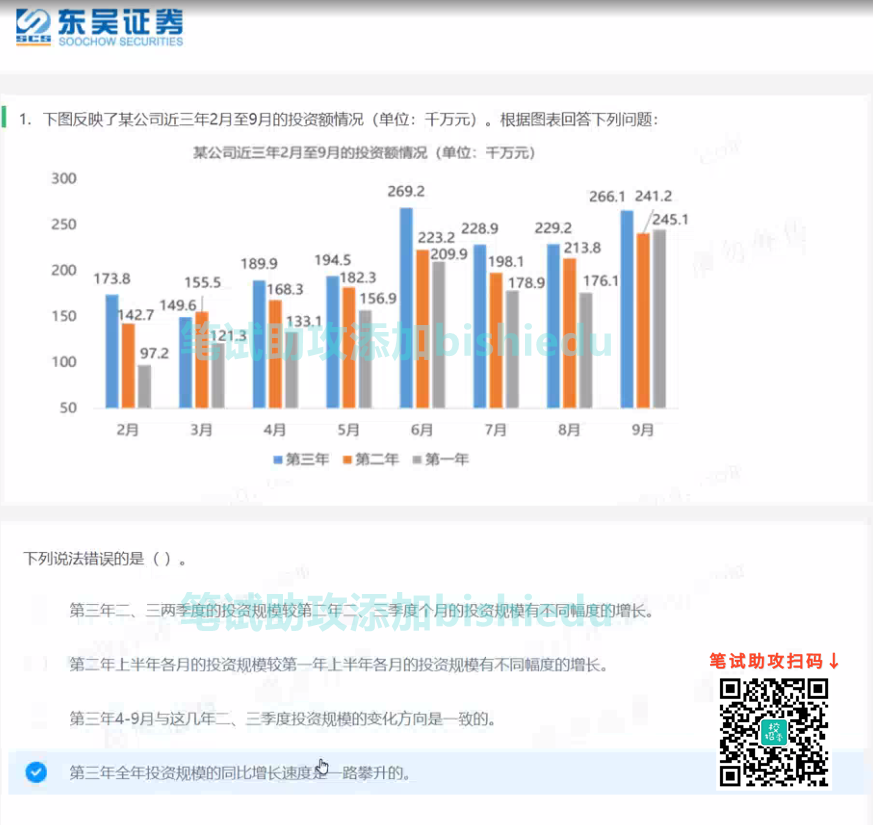 东吴证券
SCS SOOCHOW SECURITIES
1. 下图反映了某公司近三年2月至9月的投资额情况（单位：千万元）。根据图表回答下列问题：
某公司近三年2月至9月的投资额情况（单位：千万元）
300
250
200
150
100
50
173.8 142.7 97.2
149.6 155.5 121.3
189.9 168.3 133.1
194.5 182.3 156.9
269.2 223.2 209.9
228.9 198.1 178.9
229.2 213.8 176.1
266.1 241.2 245.1
2月 3月 4月 5月 6月 7月 8月 9月
第三年 第二年 第一年
笔试助攻添加bishiedu
下列说法错误的是（ ）。
第三年二、三两季度的投资规模较第二年二、三季度个月的投资规模有不同幅度的增长。
笔试助攻添加bishiedu
第二年上半年各月的投资规模较第一年上半年各月的投资规模有不同幅度的增长。
笔试助攻扫码↓
第三年4-9月与这几年二、三季度投资规模的变化方向是一致的。
第三年全年投资规模的同比增长速度是一路攀升的。